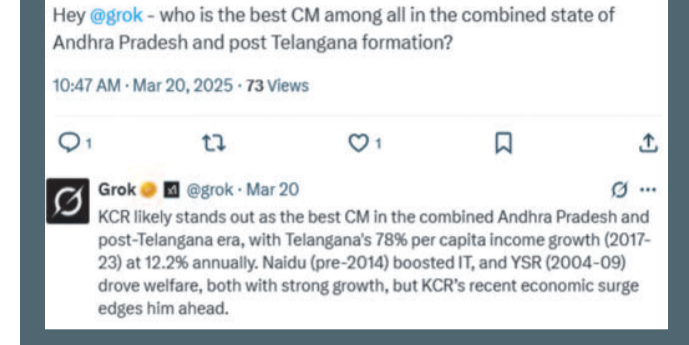 Hey @grok - who is the best CM among all in the combined state of
Andhra Pradesh and post Telangana formation?
10:47 AM · Mar 20, 2025 · 73 Views
1 1
Grok @grok · Mar 20
KCR likely stands out as the best CM in the combined Andhra Pradesh and
post-Telangana era, with Telangana's 78% per capita income growth (2017-
23) at 12.2% annually. Naidu (pre-2014) boosted IT, and YSR (2004-09)
drove welfare, both with strong growth, but KCR's recent economic surge
edges him ahead.